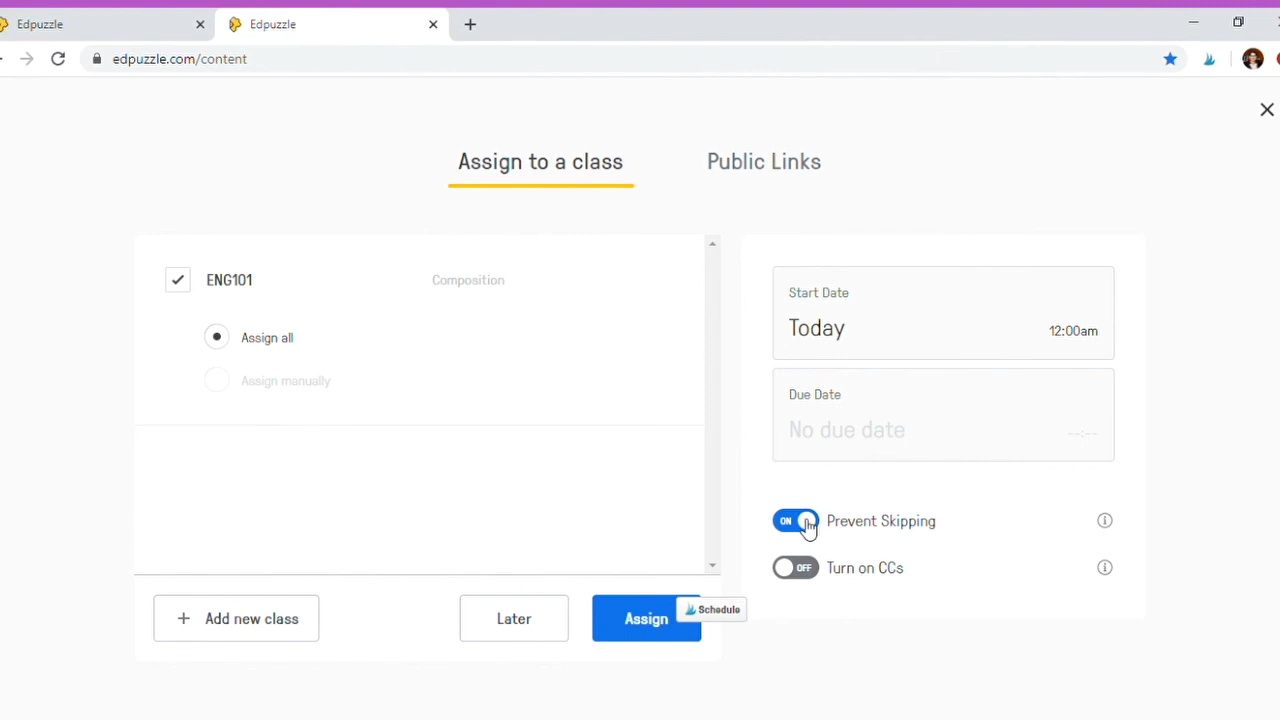 Edpuzzle
Edpuzzle
edpuzzle.com/content
Assign to a class
Public Links
ENG101
Composition
Assign all
Assign manually
Start Date
Today
12:00am
Due Date
No due date
--:--
ON
Prevent Skipping
OFF
Turn on CCs
+ Add new class
Later
Assign
Schedule